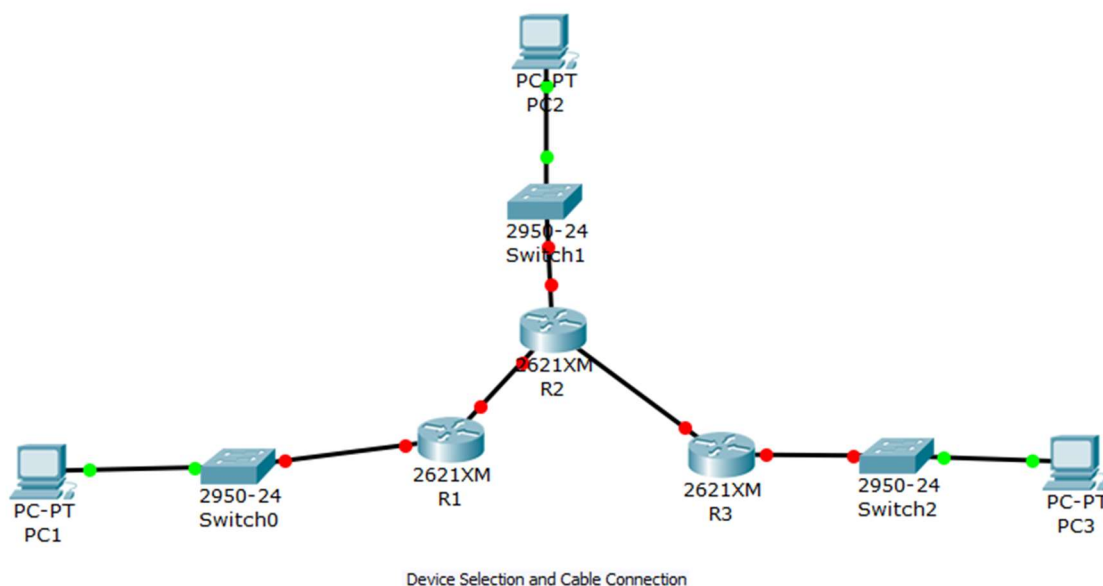 PC-PT
PC2
2950-24
Switch1
2621XM
R2
2621XM
R1
2621XM
R3
2950-24
Switch0
2950-24
Switch2
PC-PT
PC1
PC-PT
PC3
Device Selection and Cable Connection